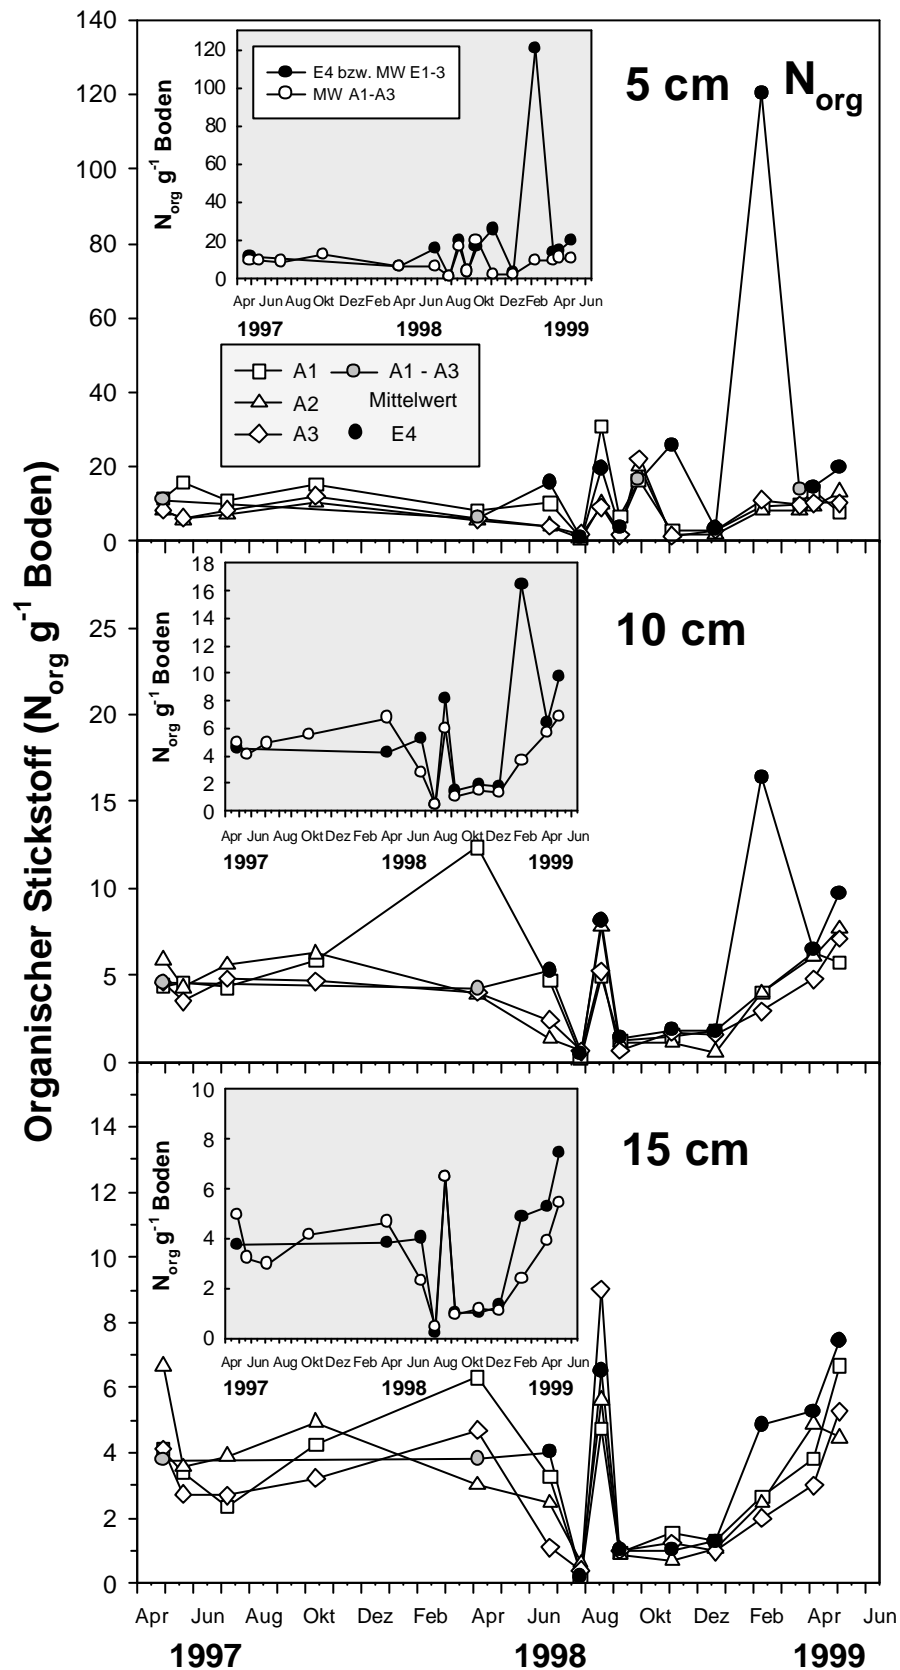 Organischer Stickstoff (N_org g^-1 Boden)
140
120
100
80
60
40
20
0
5 cm N_org
N_org g^-1 Boden
120
100
80
60
40
20
0
E4 bzw. MW E1-3
MW A1-A3
Apr Jun Aug Okt Dez Feb Apr Jun Aug Okt Dez Feb Apr Jun
1997 1998 1999
A1 A1 - A3
A2 Mittelwert
A3 E4
25
20
15
10
5
0
10 cm
N_org g^-1 Boden
18
16
14
12
10
8
6
4
2
0
Apr Jun Aug Okt Dez Feb Apr Jun Aug Okt Dez Feb Apr Jun
1997 1998 1999
14
12
10
8
6
4
2
0
15 cm
N_org g^-1 Boden
10
8
6
4
2
0
Apr Jun Aug Okt Dez Feb Apr Jun Aug Okt Dez Feb Apr Jun
1997 1998 1999
Apr Jun Aug Okt Dez Feb Apr Jun Aug Okt Dez Feb Apr Jun
1997 1998 1999